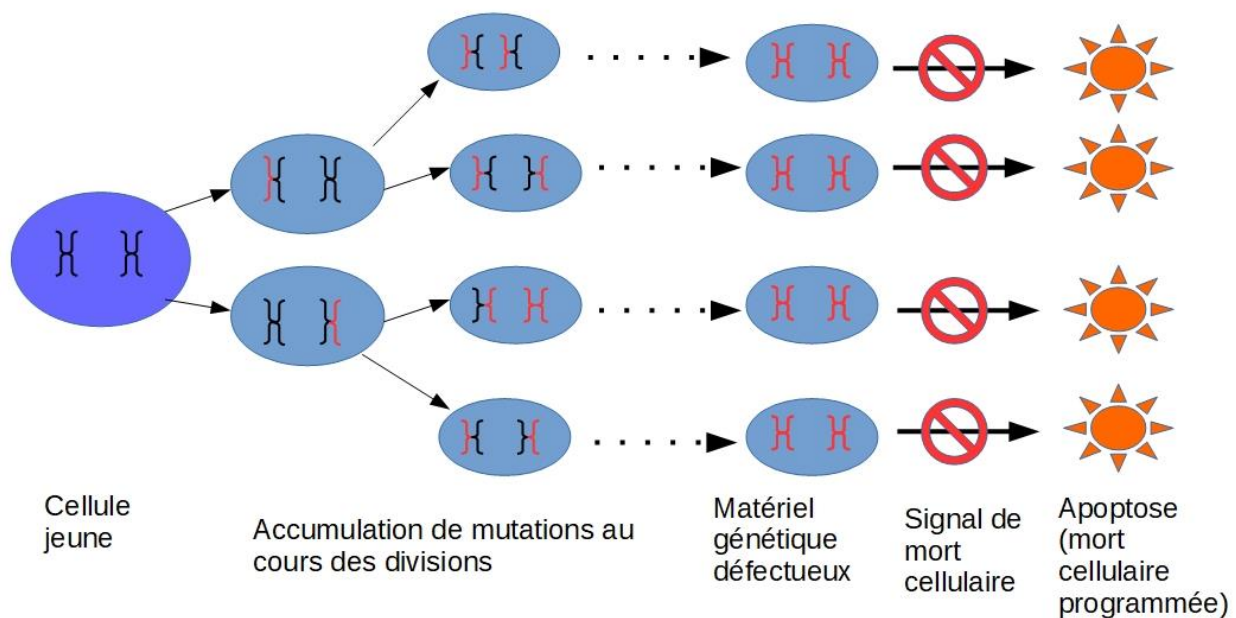 Cellule
jeune
Accumulation de mutations au
cours des divisions
Matériel
génétique
défectueux
Signal de
mort
cellulaire
Apoptose
(mort
cellulaire
programmée)